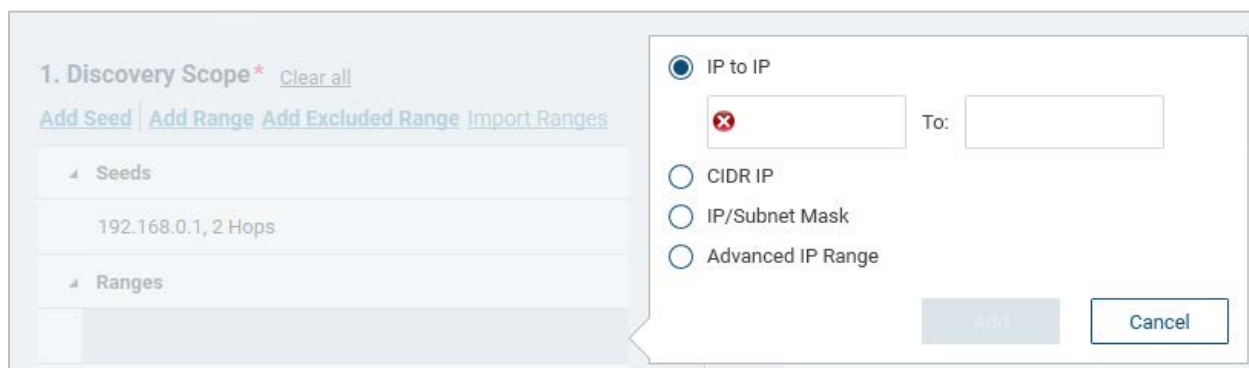 1. Discovery Scope* Clear all
Add Seed Add Range Add Excluded Range Import Ranges
Seeds
192.168.0.1, 2 Hops
Ranges
IP to IP
To:
CIDR IP
IP/Subnet Mask
Advanced IP Range
Add Cancel